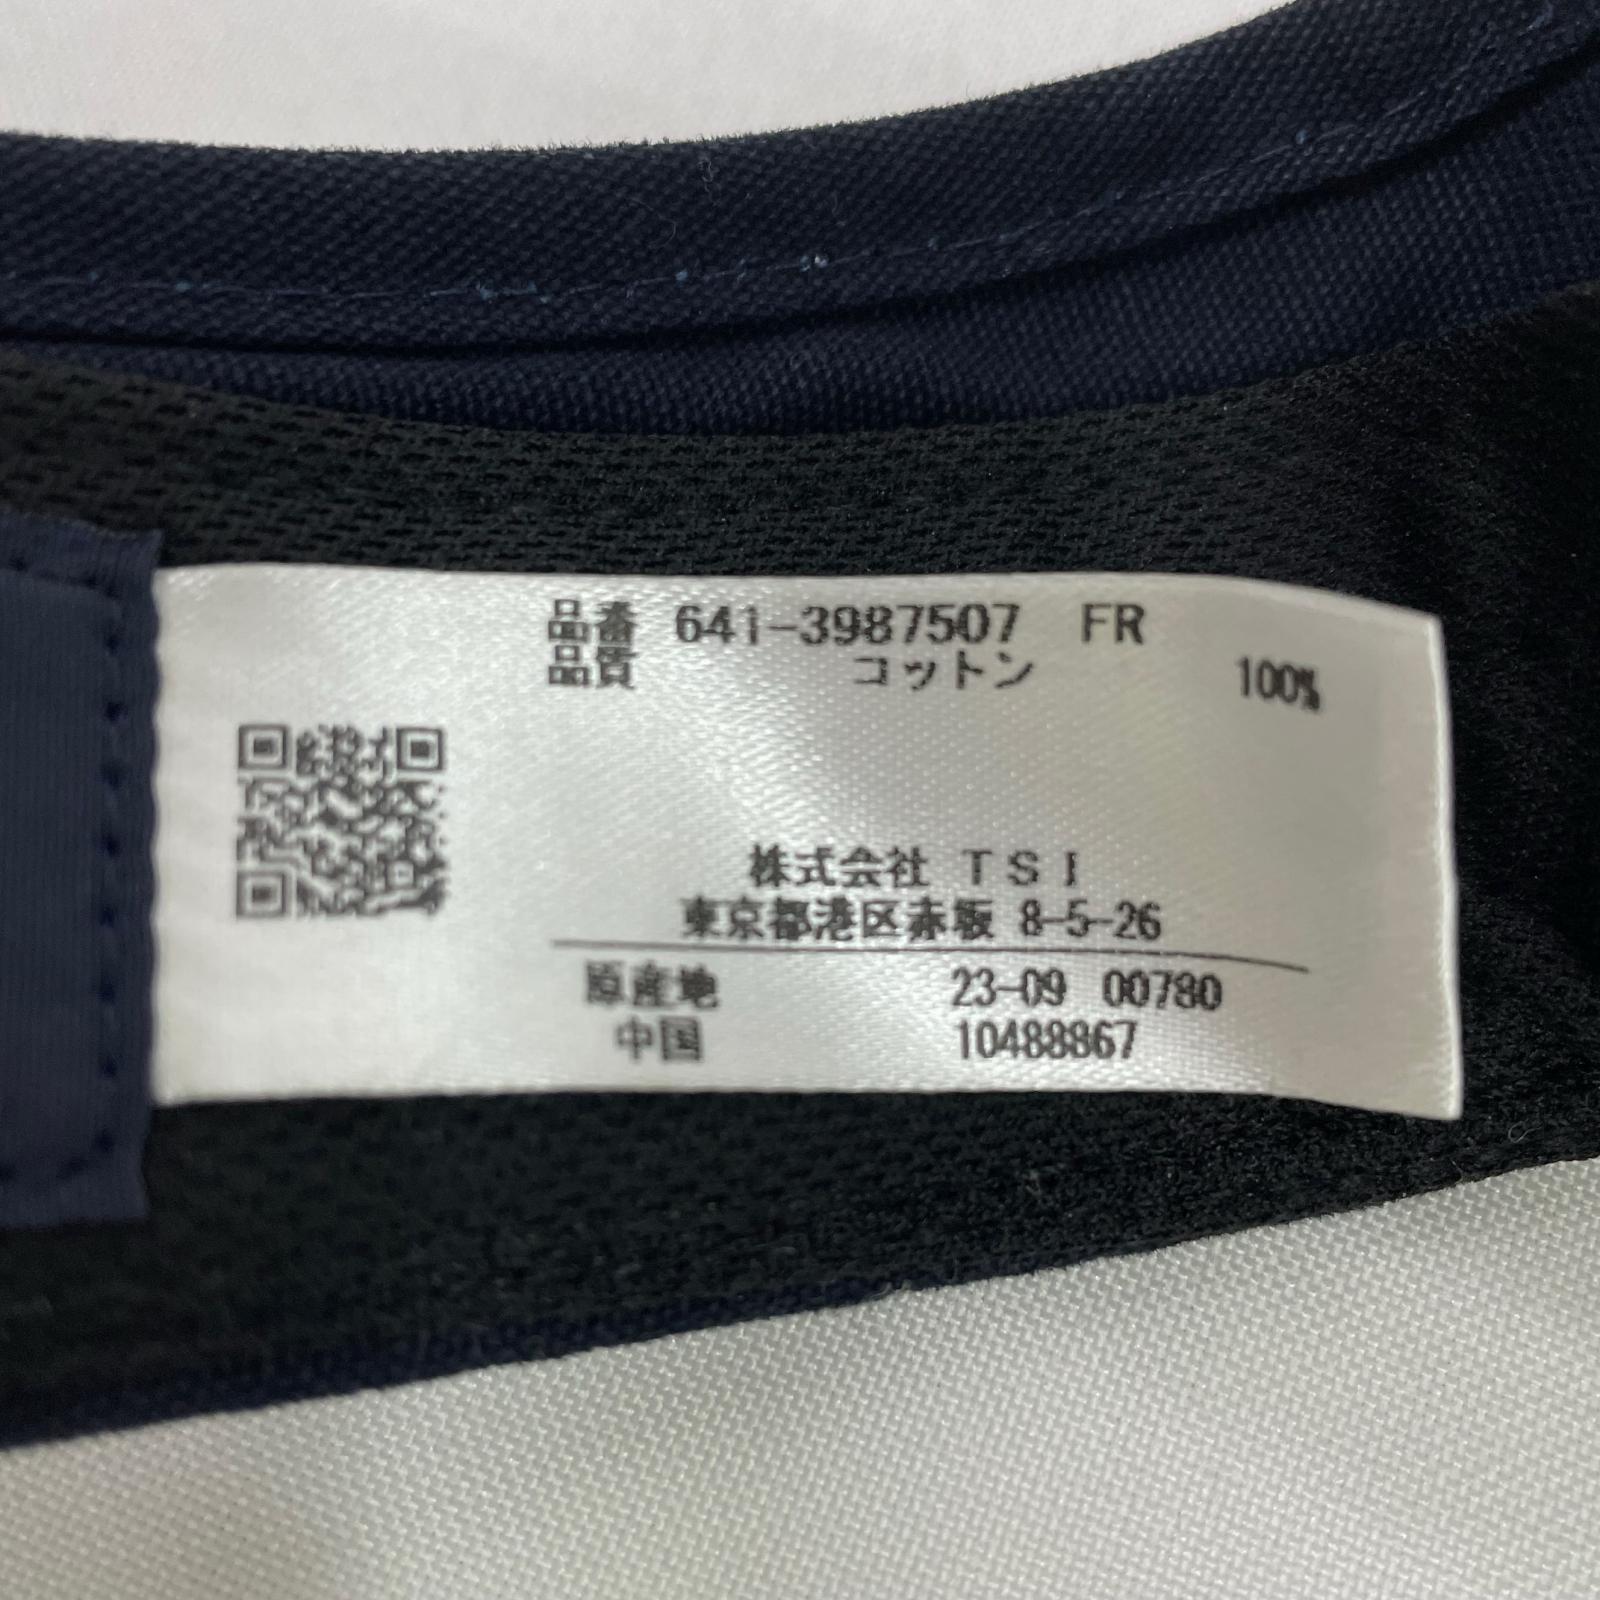 品番 641-3987507 FR
品質 コットン 100%
株式会社 TSI
東京都港区赤坂 8-5-26
原産地 23-09 00780
中国 10488867